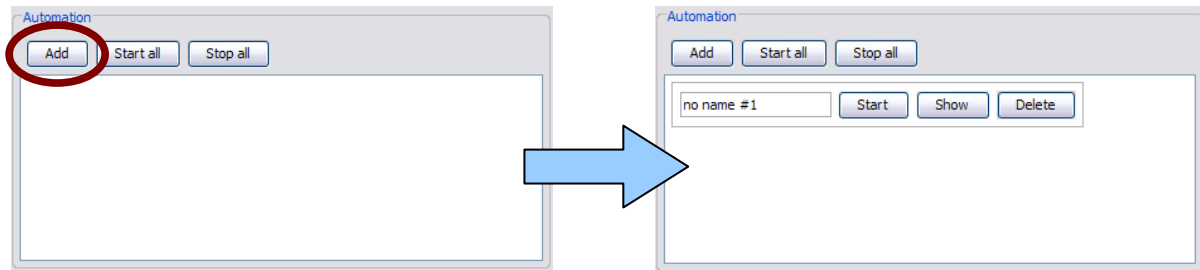 Automation
Add Start all Stop all
Automation
Add Start all Stop all
no name #1 Start Show Delete